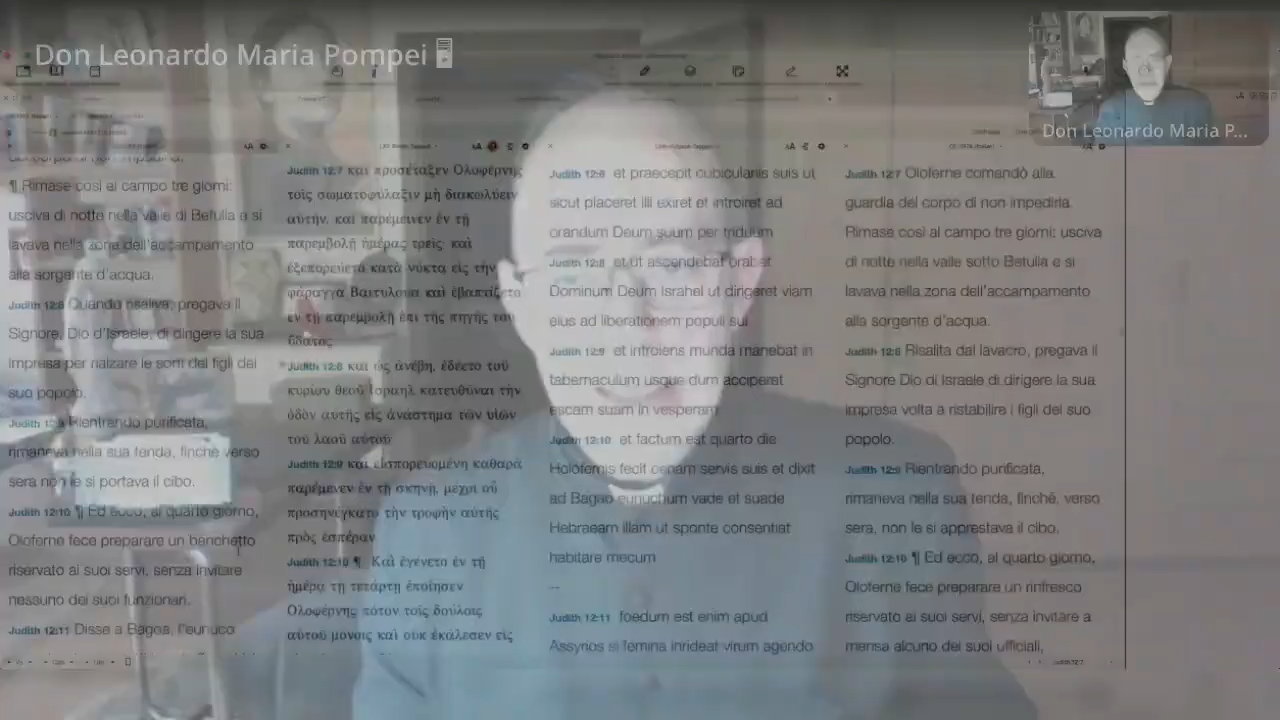 Don Leonardo Maria Pompei
Don Leonardo Maria P...
¶ Rimase così al campo tre giorni;
usciva di notte nella valle di Betulia e si
lavava nella zona dell'accampamento
alla sorgente d'acqua.
Judith 12:8 Quando risaliva, pregava il
Signore, Dio d'Israele, di dirigere la sua
impresa per rialzare le sorti dei figli del
suo popolo.
Judith 12:9 Rientrando purificata,
rimaneva nella sua tenda, finché verso
sera non le si portava il cibo.
Judith 12:10 ¶ Ed ecco, al quarto giorno,
Oloferne fece preparare un banchetto
riservato ai suoi servi, senza invitare
nessuno dei suoi funzionari.
Judith 12:11 Disse a Bagoa, l'eunuco
Judith 12:7 καὶ προσέταξεν Ολοφέρνης
τοῖς σωματοφύλαξιν μὴ διακωλύειν
αὐτήν. καὶ παρέμεινεν ἐν τῇ
παρεμβολῇ ἡμέρας τρεῖς· καὶ
ἐξεπορεύετο κατὰ νύκτα εἰς τὴν
φάραγγα Βαιτυλουα καὶ ἐβαπτίζετο
ἐν τῇ παρεμβολῇ ἐπὶ τῆς πηγῆς τοῦ
ὕδατος·
Judith 12:8 καὶ ὡς ἀνέβη, ἐδέετο τοῦ
κυρίου θεοῦ Ισραηλ κατευθῦναι τὴν
ὁδὸν αὐτῆς εἰς ἀνάστημα τῶν υἱῶν
τοῦ λαοῦ αὐτοῦ·
Judith 12:9 καὶ εἰσπορευομένη καθαρὰ
παρέμενεν ἐν τῇ σκηνῇ, μέχρι οὗ
προσηνέγκατο τὴν τροφὴν αὐτῆς
πρὸς ἑσπέραν.
Judith 12:10 ¶ Καὶ ἐγένετο ἐν τῇ
ἡμέρᾳ τῇ τετάρτῃ ἐποίησεν
Ολοφέρνης πότον τοῖς δούλοις
αὐτοῦ μόνοις καὶ οὐκ ἐκάλεσεν εἰς
Judith 12:6 et praecepit cubiculariis suis ut
sicut placeret illi exiret et introiret ad
orandum Deum suum per triduum
Judith 12:8 et ut ascendebat orabat
Dominum Deum Israhel ut dirigeret viam
eius ad liberationem populi sui
Judith 12:9 et introiens munda manebat in
tabernaculum usque dum acciperet
escam suam in vesperam
Judith 12:10 et factum est quarto die
Holofernis fecit cenam servis suis et dixit
ad Bagao eunuchum vade et suade
Hebraeam illam ut sponte consentiat
habitare mecum
--
Judith 12:11 foedum est enim apud
Assyrios si femina inrideat virum agendo
Judith 12:7 Oloferne comandò alla
guardia del corpo di non impedirla.
Rimase così al campo tre giorni: usciva
di notte nella valle sotto Betulia e si
lavava nella zona dell'accampamento
alla sorgente d'acqua.
Judith 12:8 Risalita dal lavacro, pregava il
Signore Dio di Israele di dirigere la sua
impresa volta a ristabilire i figli del suo
popolo.
Judith 12:9 Rientrando purificata,
rimaneva nella sua tenda, finché, verso
sera, non le si apprestava il cibo.
Judith 12:10 ¶ Ed ecco, al quarto giorno,
Oloferne fece preparare un rinfresco
riservato ai suoi servi, senza invitare a
mensa alcuno dei suoi ufficiali,